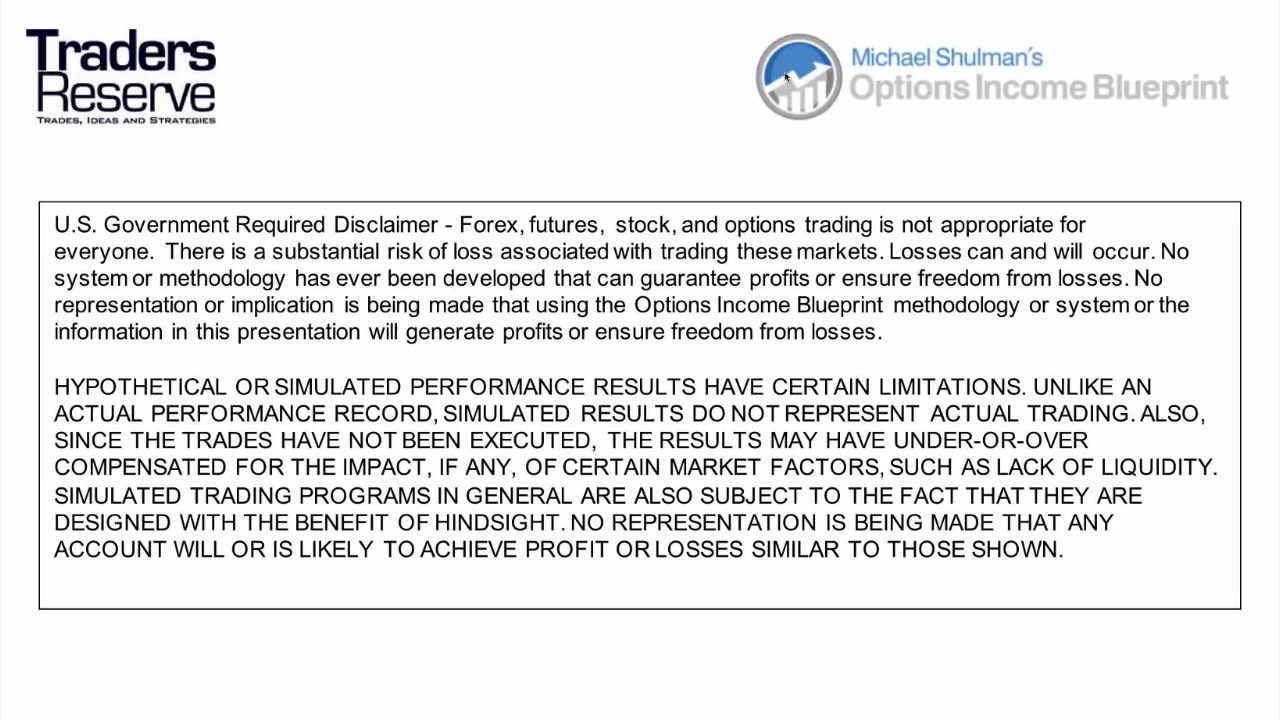 Traders
Reserve
TRADES, IDEAS AND STRATEGIES
Michael Shulman's
Options Income Blueprint
U.S. Government Required Disclaimer - Forex, futures, stock, and options trading is not appropriate for
everyone. There is a substantial risk of loss associated with trading these markets. Losses can and will occur. No
system or methodology has ever been developed that can guarantee profits or ensure freedom from losses. No
representation or implication is being made that using the Options Income Blueprint methodology or system or the
information in this presentation will generate profits or ensure freedom from losses.
HYPOTHETICAL OR SIMULATED PERFORMANCE RESULTS HAVE CERTAIN LIMITATIONS. UNLIKE AN
ACTUAL PERFORMANCE RECORD, SIMULATED RESULTS DO NOT REPRESENT ACTUAL TRADING. ALSO,
SINCE THE TRADES HAVE NOT BEEN EXECUTED, THE RESULTS MAY HAVE UNDER-OR-OVER
COMPENSATED FOR THE IMPACT, IF ANY, OF CERTAIN MARKET FACTORS, SUCH AS LACK OF LIQUIDITY.
SIMULATED TRADING PROGRAMS IN GENERAL ARE ALSO SUBJECT TO THE FACT THAT THEY ARE
DESIGNED WITH THE BENEFIT OF HINDSIGHT. NO REPRESENTATION IS BEING MADE THAT ANY
ACCOUNT WILL OR IS LIKELY TO ACHIEVE PROFIT OR LOSSES SIMILAR TO THOSE SHOWN.